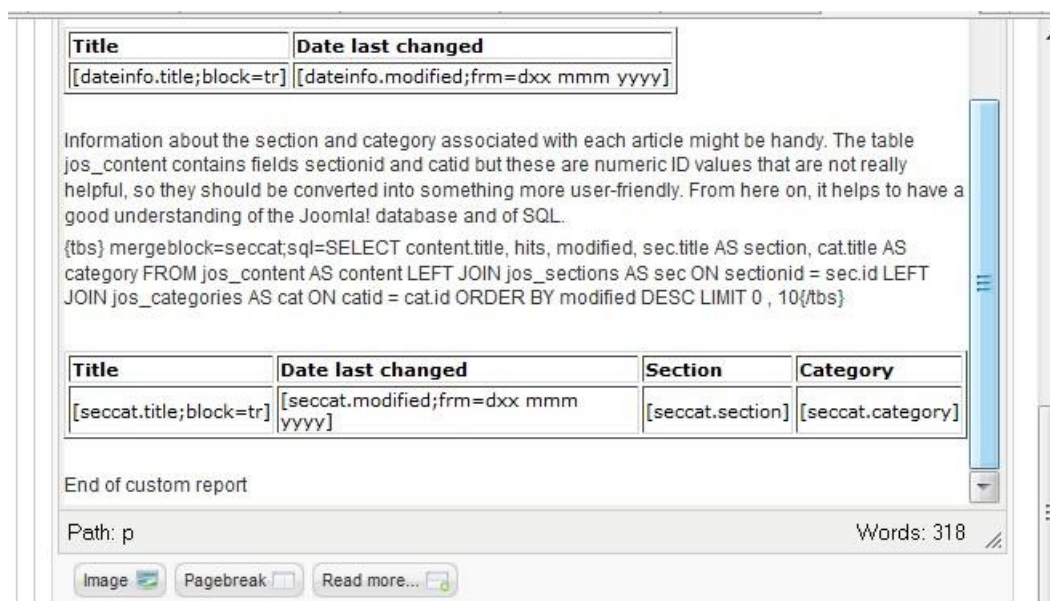 Title Date last changed
[dateinfo.title;block=tr] [dateinfo.modified;frm=dxx mmm yyyy]
Information about the section and category associated with each article might be handy. The table
jos_content contains fields sectionid and catid but these are numeric ID values that are not really
helpful, so they should be converted into something more user-friendly. From here on, it helps to have a
good understanding of the Joomla! database and of SQL.
{tbs} mergeblock=seccat;sql=SELECT content.title, hits, modified, sec.title AS section, cat.title AS
category FROM jos_content AS content LEFT JOIN jos_sections AS sec ON sectionid = sec.id LEFT
JOIN jos_categories AS cat ON catid = cat.id ORDER BY modified DESC LIMIT 0 , 10{/tbs}
Title Date last changed Section Category
[seccat.title;block=tr] [seccat.modified;frm=dxx mmm
yyyy] [seccat.section] [seccat.category]
End of custom report
Path: p Words: 318
Image Pagebreak Read more...